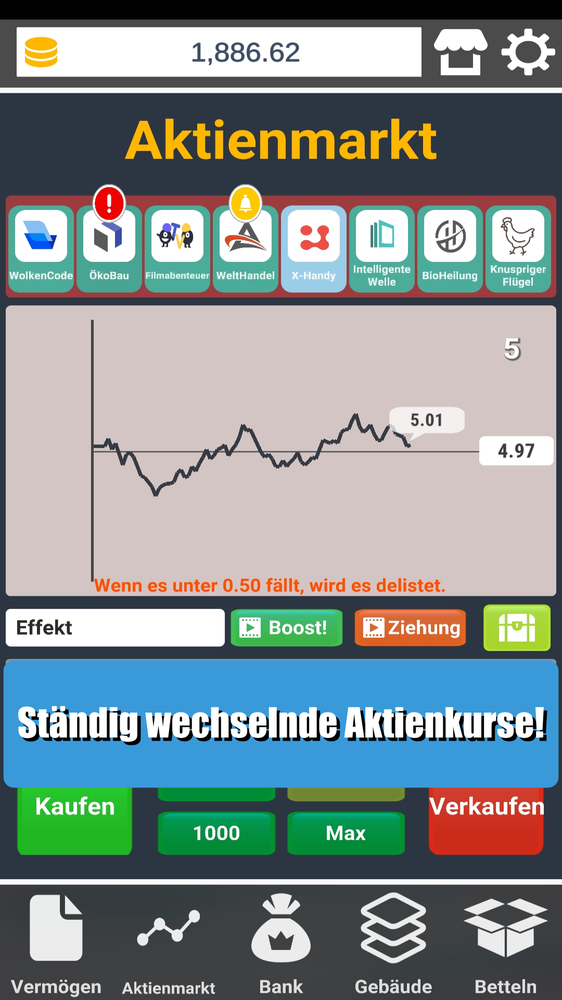 1,886.62
Aktienmarkt
WolkenCode
ÖkoBau
Filmabenteuer
WeltHandel
X-Handy
Intelligente
Welle
BioHeilung
Knuspriger
Flügel
5
5.01
4.97
Wenn es unter 0.50 fällt, wird es delistet.
Effekt
Boost!
Ziehung
Ständig wechselnde Aktienkurse!
Kaufen
Verkaufen
1000
Max
Vermögen
Aktienmarkt
Bank
Gebäude
Betteln